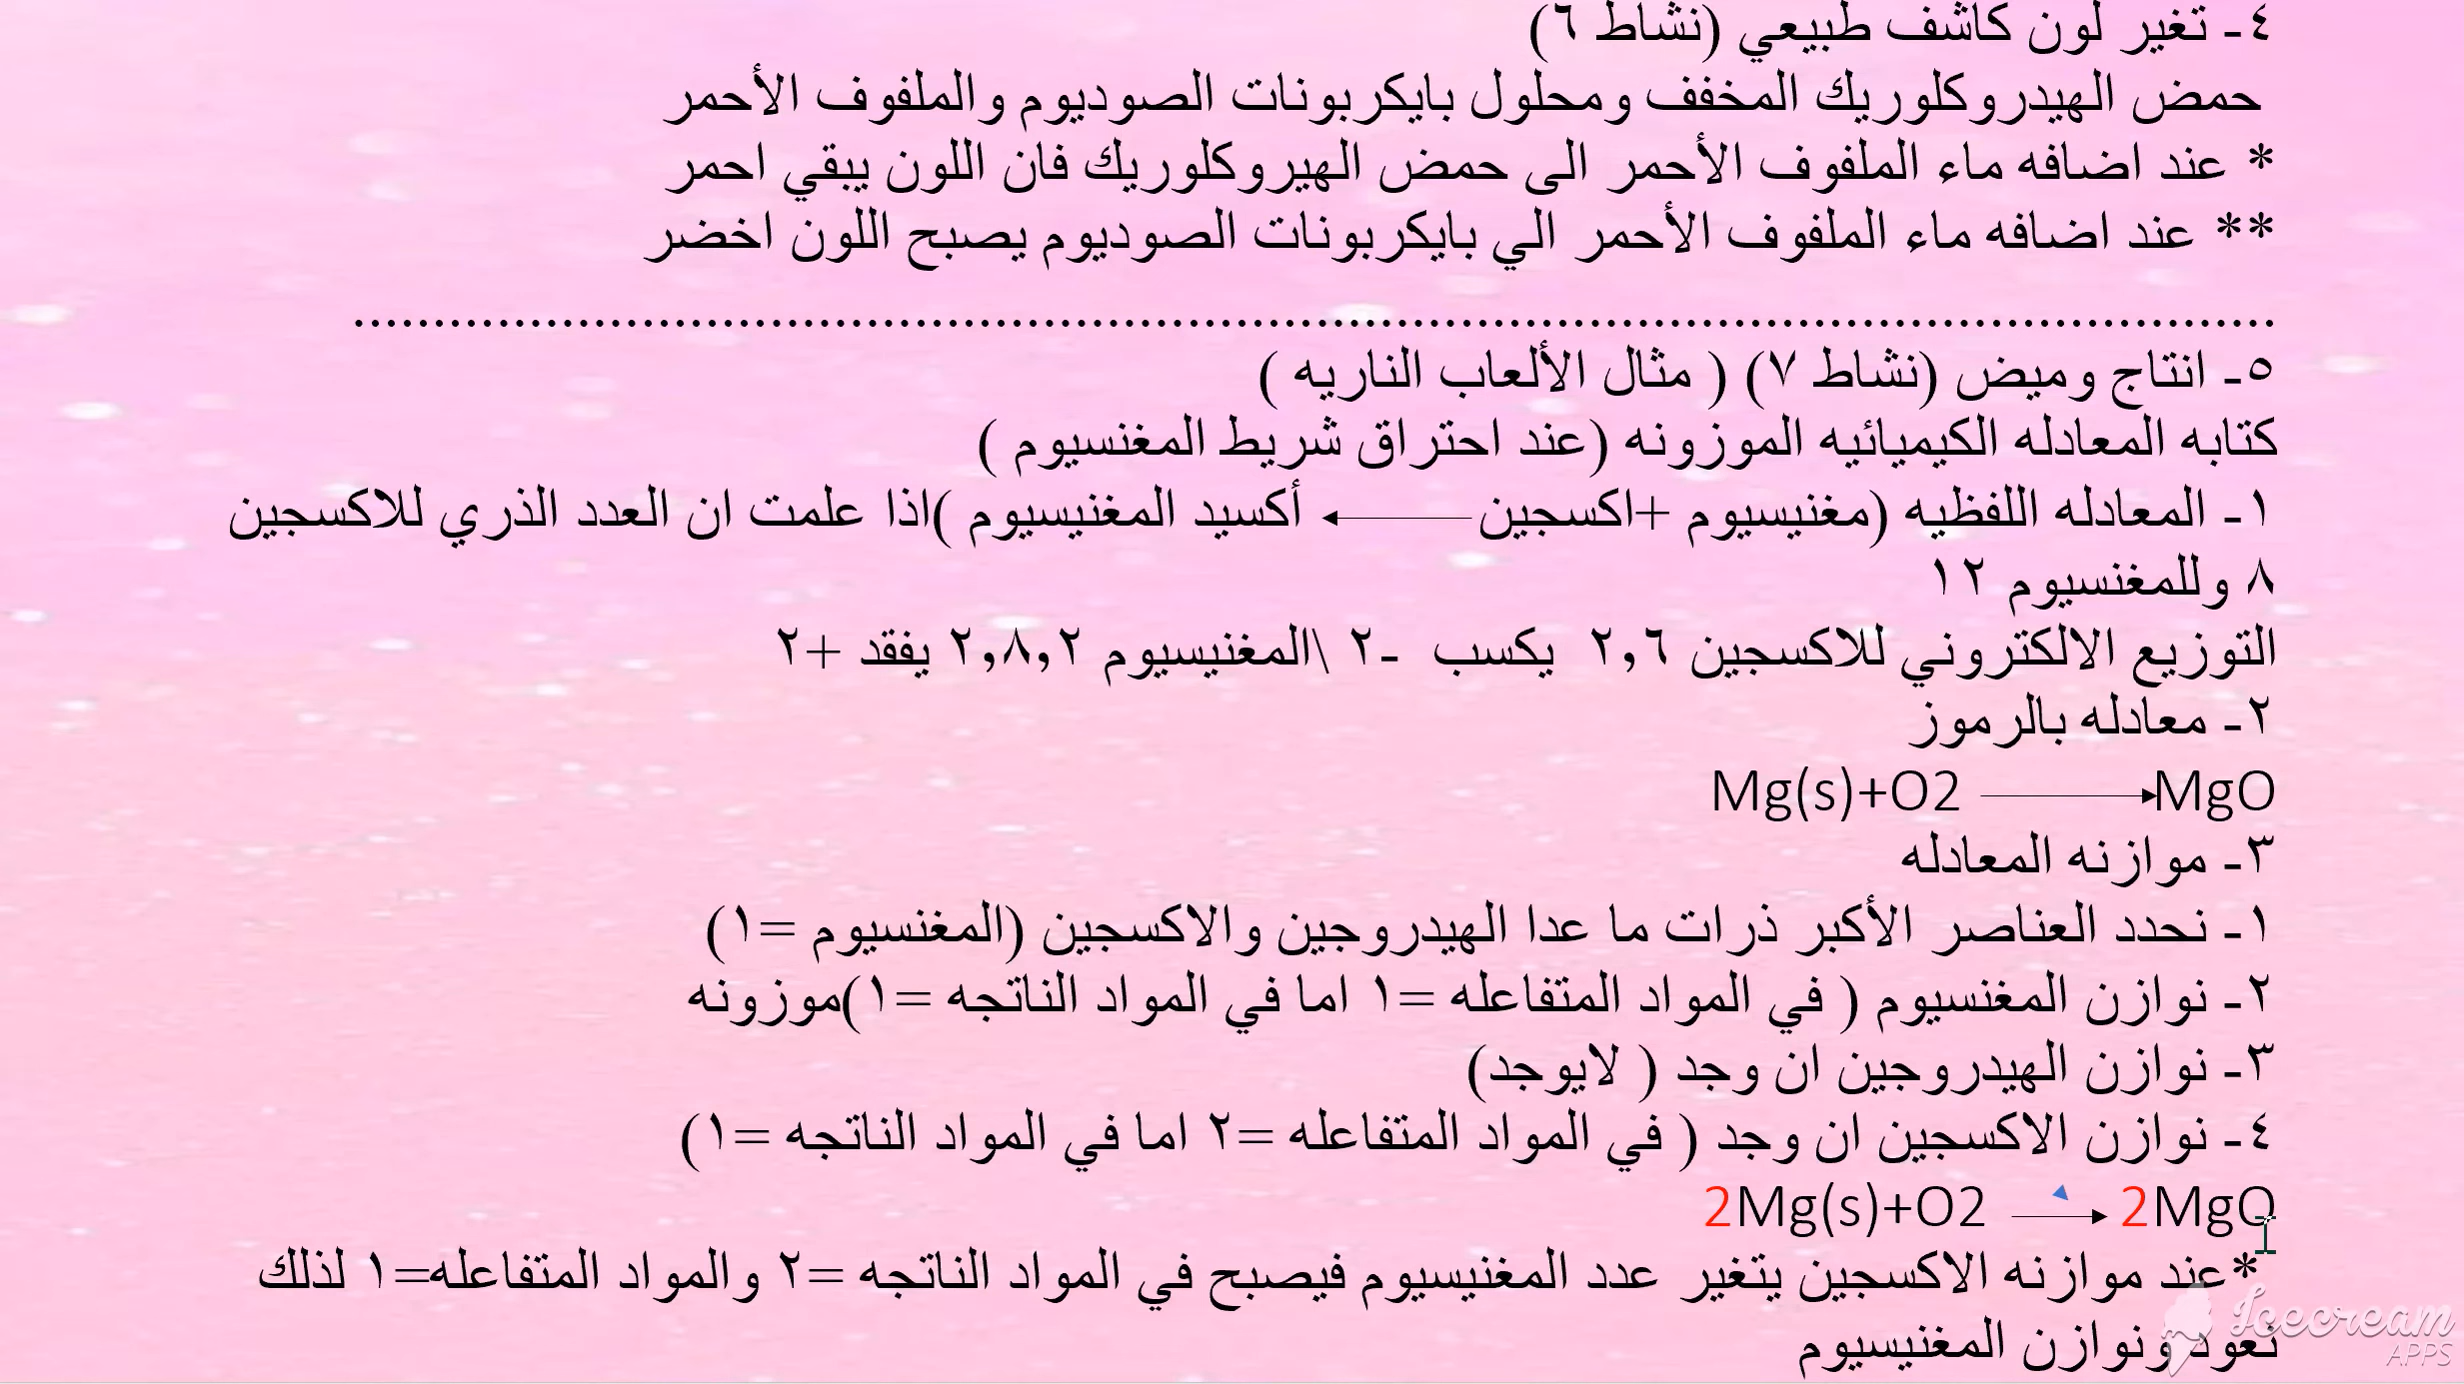 ٤- تغير لون كاشف طبيعي (نشاط ٦)
حمض الهيدروكلوريك المخفف ومحلول بايكربونات الصوديوم والملفوف الأحمر
* عند اضافه ماء الملفوف الأحمر الى حمض الهيروكلوريك فان اللون يبقي احمر
** عند اضافه ماء الملفوف الأحمر الي بايكربونات الصوديوم يصبح اللون اخضر
........................................................................................................................
٥- انتاج وميض (نشاط ٧) ( مثال الألعاب الناريه )
كتابه المعادله الكيميائيه الموزونه (عند احتراق شريط المغنسيوم )
١- المعادله اللفظيه (مغنيسيوم +اكسجين ← أكسيد المغنيسيوم )اذا علمت ان العدد الذري للاكسجين
٨ وللمغنسيوم ١٢
التوزيع الالكتروني للاكسجين ٢,٦ يكسب -٢ \المغنيسيوم ٢,٨,٢ يفقد +٢
٢- معادله بالرموز
Mg(s)+O2 → MgO
٣- موازنه المعادله
١- نحدد العناصر الأكبر ذرات ما عدا الهيدروجين والاكسجين (المغنسيوم =١)
٢- نوازن المغنسيوم ( في المواد المتفاعله =١ اما في المواد الناتجه =١)موزونه
٣- نوازن الهيدروجين ان وجد ( لايوجد)
٤- نوازن الاكسجين ان وجد ( في المواد المتفاعله =٢ اما في المواد الناتجه =١)
2Mg(s)+O2 → 2MgO
*عند موازنه الاكسجين يتغير عدد المغنيسيوم فيصبح في المواد الناتجه =٢ والمواد المتفاعله=١ لذلك
نعود ونوازن المغنيسيوم
Icecream
APPS